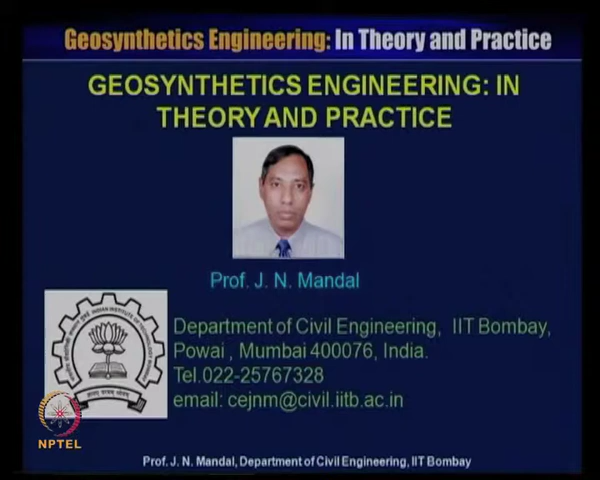 Geosynthetics Engineering: In Theory and Practice
GEOSYNTHETICS ENGINEERING: IN
THEORY AND PRACTICE
Prof. J. N. Mandal
Department of Civil Engineering, IIT Bombay,
Powai , Mumbai 400076, India.
Tel.022-25767328
email: cejnm@civil.iitb.ac.in
NPTEL
Prof. J. N. Mandal, Department of Civil Engineering, IIT Bombay